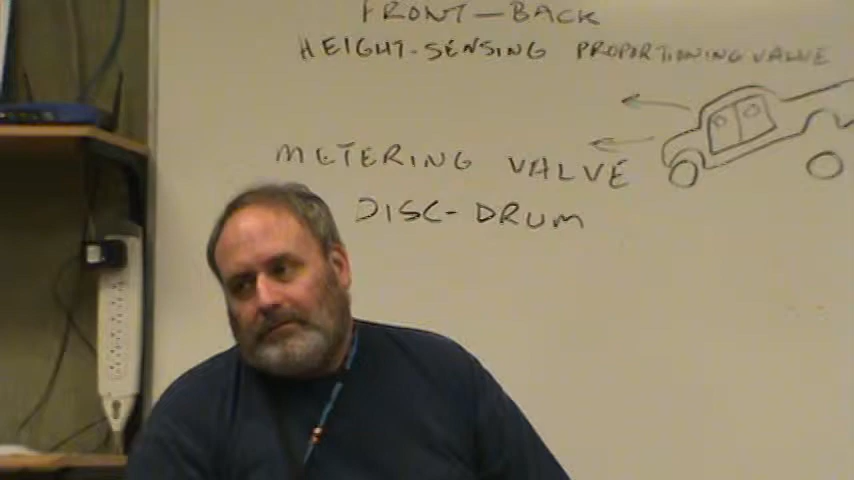 FRONT-BACK
HEIGHT-SENSING PROPORTIONING VALVE
METERING VALVE
DISC-DRUM